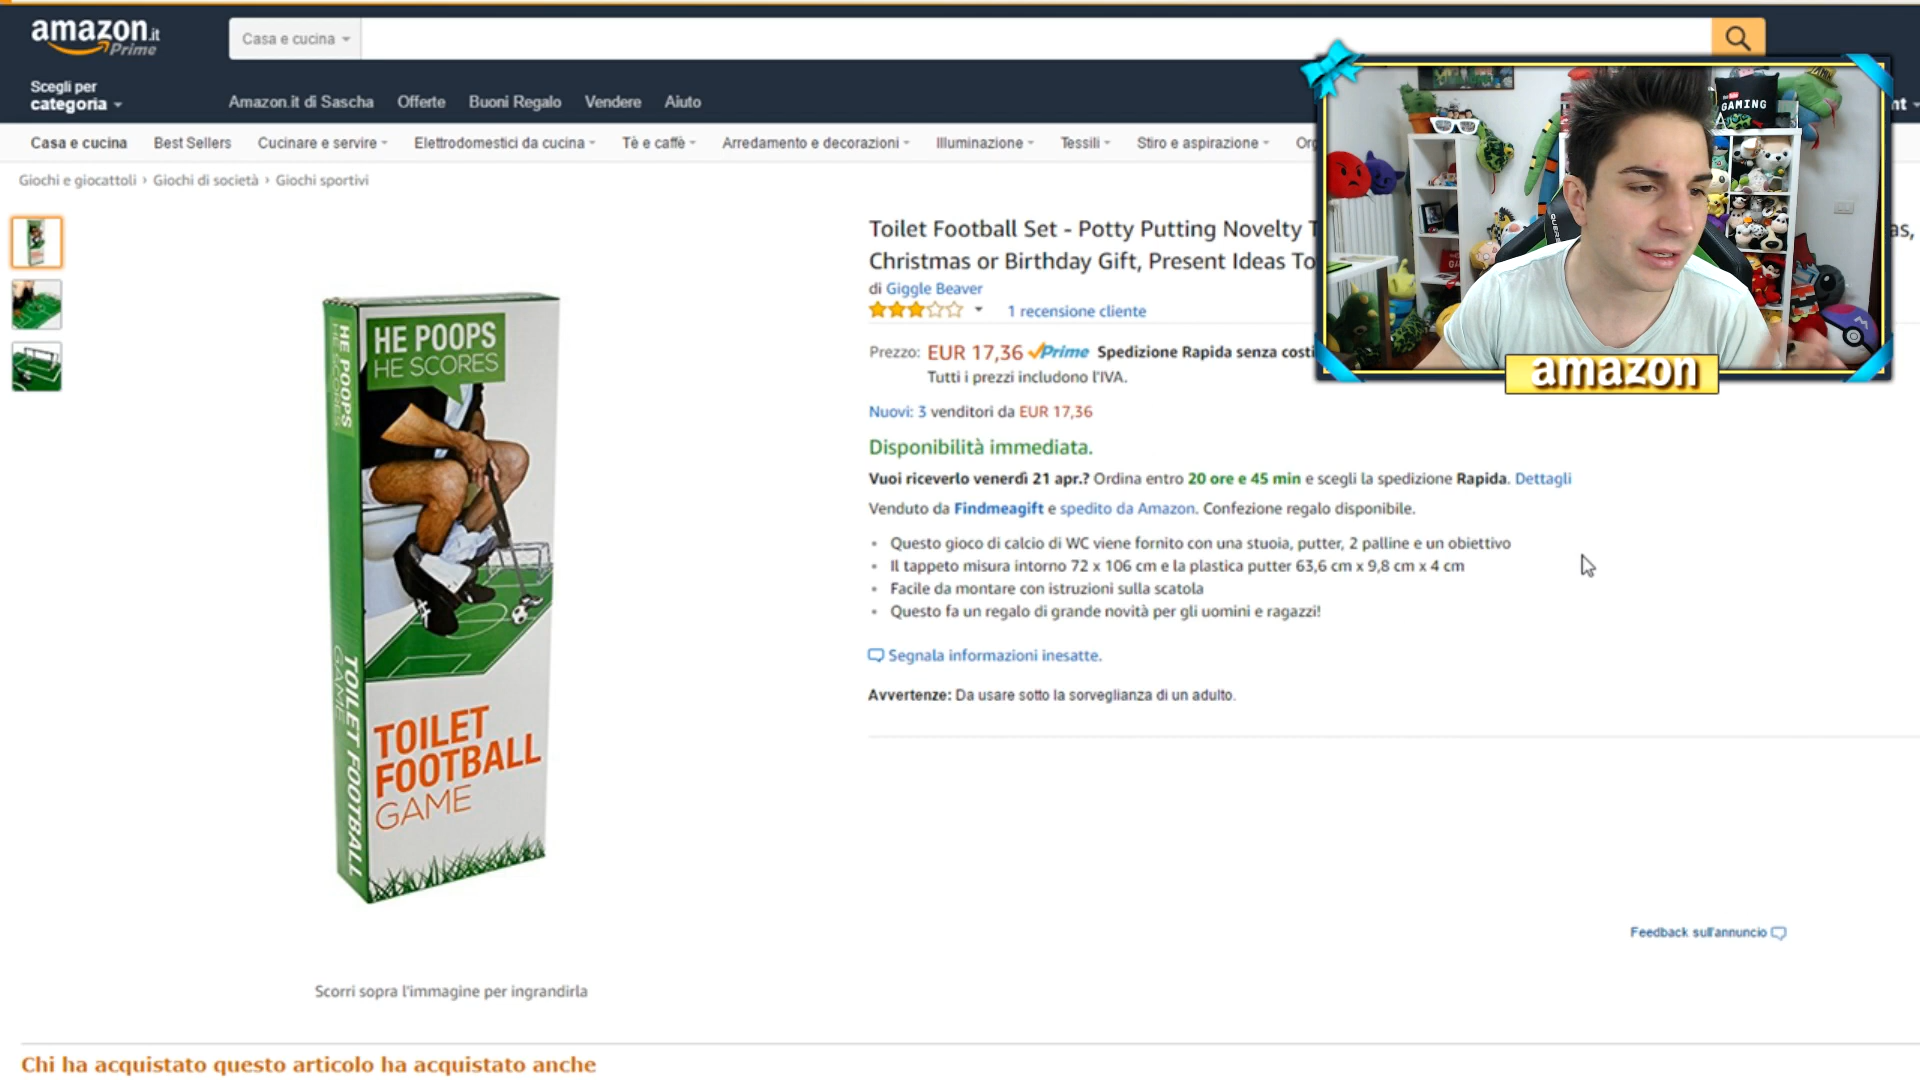 amazon.it
Prime
Casa e cucina
Scegli per
categoria
Amazon.it di Sascha
Offerte
Buoni Regalo
Vendere
Aiuto
Casa e cucina
Best Sellers
Cucinare e servire
Elettrodomestici da cucina
Tè e caffè
Arredamento e decorazioni
Illuminazione
Tessili
Stiro e aspirazione
Giochi e giocattoli › Giochi di società › Giochi sportivi
Toilet Football Set - Potty Putting Novelty
Christmas or Birthday Gift, Present Ideas To
di Giggle Beaver
1 recensione cliente
Prezzo: EUR 17,36 Prime Spedizione Rapida senza costi
Tutti i prezzi includono l'IVA.
Nuovi: 3 venditori da EUR 17,36
Disponibilità immediata.
Vuoi riceverlo venerdì 21 apr.? Ordina entro 20 ore e 45 min e scegli la spedizione Rapida. Dettagli
Venduto da Findmeagift e spedito da Amazon. Confezione regalo disponibile.
Questo gioco di calcio di WC viene fornito con una stuoia, putter, 2 palline e un obiettivo
Il tappeto misura intorno 72 x 106 cm e la plastica putter 63,6 cm x 9,8 cm x 4 cm
Facile da montare con istruzioni sulla scatola
Questo fa un regalo di grande novità per gli uomini e ragazzi!
Segnala informazioni inesatte.
Avvertenze: Da usare sotto la sorveglianza di un adulto.
HE POOPS
HE SCORES
TOILET
FOOTBALL
GAME
HE POOPS
HE SCORES
TOILET FOOTBALL
GAME
GAMING
amazon
Feedback sull'annuncio
Scorri sopra l'immagine per ingrandirla
Chi ha acquistato questo articolo ha acquistato anche